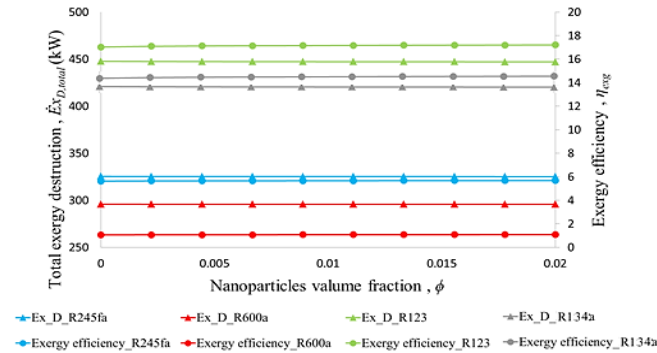 500
450
400
350
300
250
Total exergy destruction , Ėx_D,total (kW)
20
18
16
14
12
10
8
6
4
2
0
Exergy efficiency , η_exg
0
0.005
0.01
0.015
0.02
Nanoparticles valume fraction , ϕ
Ex_D_R245fa
Ex_D_R600a
Ex_D_R123
Ex_D_R134a
Exergy efficiency_R245fa
Exergy efficiency_R600a
Exergy efficiency_R123
Exergy efficiency_R134a